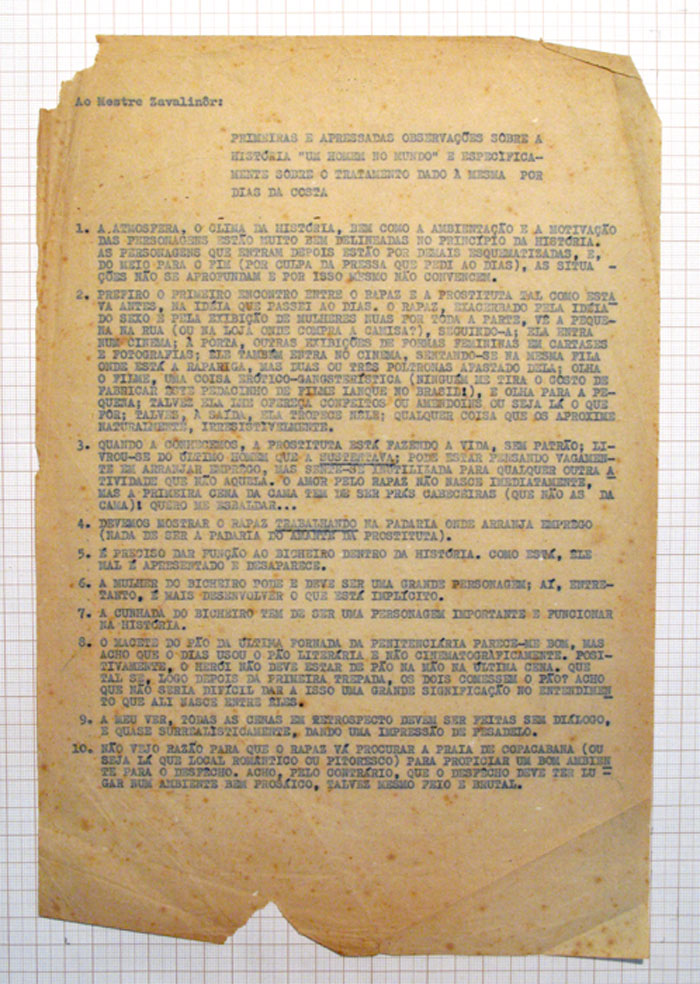 Ao Mestre Zavalinôr:
PRIMEIRAS E APRESSADAS OBSERVAÇÕES SÔBRE A
HISTÓRIA "UM HOMEM NO MUNDO" E ESPECIFICA-
MENTE SÔBRE O TRATAMENTO DADO À MESMA POR
DIAS DA COSTA
1. A ATMOSFERA, O CLIMA DA HISTÓRIA, BEM COMO A AMBIENTAÇÃO E A MOTIVAÇÃO
DAS PERSONAGENS ESTÃO MUITO BEM DELINEADAS NO PRINCÍPIO DA HISTÓRIA.
AS PERSONAGENS QUE ENTRAM DEPOIS ESTÃO POR DEMAIS ESQUEMATIZADAS, E,
DO MEIO PARA O FIM (POR CULPA DA PRESSA QUE PEDI AO DIAS), AS SITUA -
ÇÕES NÃO SE APROFUNDAM E POR ISSO MESMO NÃO CONVENCEM.
2. PREFIRO O PRIMEIRO ENCONTRO ENTRE O RAPAZ E A PROSTITUTA TAL COMO ESTA
VA ANTES, NA IDÉIA QUE PASSEI AO DIAS. O RAPAZ, EXACERBADO PELA IDÉIA
DO SEXO E PELA EXIBIÇÃO DE MULHERES NUAS POR TÔDA A PARTE, VÊ A PEQUE-
NA NA RUA (OU NA LOJA ONDE COMPRA A CAMISA?), SEGUINDO-A; ELA ENTRA
NUM CINEMA; À PORTA, OUTRAS EXIBIÇÕES DE FORMAS FEMININAS EM CARTASES
E FOTOGRAFIAS; ÊLE TAMBÉM ENTRA NO CINEMA, SENTANDO-SE NA MESMA FILA
ONDE ESTÁ A RAPARIGA, MAS DUAS OU TRÊS POLTRONAS AFASTADO DELA; OLHA
O FILME, UMA COISA ERÓTICO-GANGSTERÍSTICA (NINGUÉM ME TIRA O GOSTO DE
FABRICAR ÊSTE PEDACINHO DE FILME IANQUE NO BRASIL!), E OLHA PARA A PE-
QUENA; TALVEZ ELA LHE OFEREÇA CONFEITOS OU AMENDOIM OU SEJA LÁ O QUE
FÔR; TALVES, À SAÍDA, ELA TROPECE NÊLE; QUALQUER COISA QUE OS APROXIME
NATURALMENTE, IRRESISTIVELMENTE.
3. QUANDO A CONHECEMOS, A PROSTITUTA ESTÁ FAZENDO A VIDA, SEM PATRÃO; LI-
VROU-SE DO ÚLTIMO HOMEM QUE A SUSTENTAVA; PODE ESTAR PENSANDO VAGAMEN-
TE EM ARRANJAR EMPRÊGO, MAS SENTE-SE INUTILIZADA PARA QUALQUER OUTRA A
TIVIDADE QUE NÃO AQUELA. O AMOR PELO RAPAZ NÃO NASCE IMEDIATAMENTE,
MAS A PRIMEIRA CENA DA CAMA TEM DE SER PRÁS CABECEIRAS (QUE NÃO AS DA
CAMA): QUERO ME ESBALDAR...
4. DEVEMOS MOSTRAR O RAPAZ TRABALHANDO NA PADARIA ONDE ARRANJA EMPRÊGO
(NADA DE SER A PADARIA DO AMANTE DA PROSTITUTA).
5. É PRECISO DAR FUNÇÃO AO BICHEIRO DENTRO DA HISTÓRIA. COMO ESTÁ, ÊLE
MAL É APRESENTADO E DESAPARECE.
6. A MULHER DO BICHEIRO PODE E DEVE SER UMA GRANDE PERSONAGEM; AÍ, ENTRE-
TANTO, É MAIS DESENVOLVER O QUE ESTÁ IMPLÍCITO.
7. A CUNHADA DO BICHEIRO TEM DE SER UMA PERSONAGEM IMPORTANTE E FUNCIONAR
NA HISTÓRIA.
8. O MACETE DO PÃO DA ÚLTIMA FORNADA DA PENITENCIÁRIA PARECE-ME BOM, MAS
ACHO QUE O DIAS USOU O PÃO LITERÁRIA E NÃO CINEMATOGRÀFICAMENTE. POSI-
TIVAMENTE, O HERÓI NÃO DEVE ESTAR DE PÃO NA MÃO NA ÚLTIMA CENA. QUE
TAL SE, LOGO DEPOIS DA PRIMEIRA TREPADA, OS DOIS COMESSEM O PÃO? ACHO
QUE NÃO SERIA DIFÍCIL DAR A ISSO UMA GRANDE SIGNIFICAÇÃO NO ENTENDIMEN
TO QUE ALI NASCE ENTRE ÊLES.
9. A MEU VER, TODAS AS CENAS EM RETROSPECTO DEVEM SER FEITAS SEM DIÁLOGO,
E QUASE SURREALISTICAMENTE, DANDO UMA IMPRESSÃO DE PESADELO.
10. NÃO VEJO RAZÃO PARA QUE O RAPAZ VÁ PROCURAR A PRAIA DE COPACABANA (OU
SEJA LÁ QUE LOCAL ROMÂNTICO OU PITORESCO) PARA PROPICIAR UM BOM AMBIEN
TE PARA O DESFECHO. ACHO, PELO CONTRÁRIO, QUE O DESFECHO DEVE TER LU -
GAR NUM AMBIENTE BEM PROSÁICO, TALVEZ MESMO FEIO E BRUTAL.